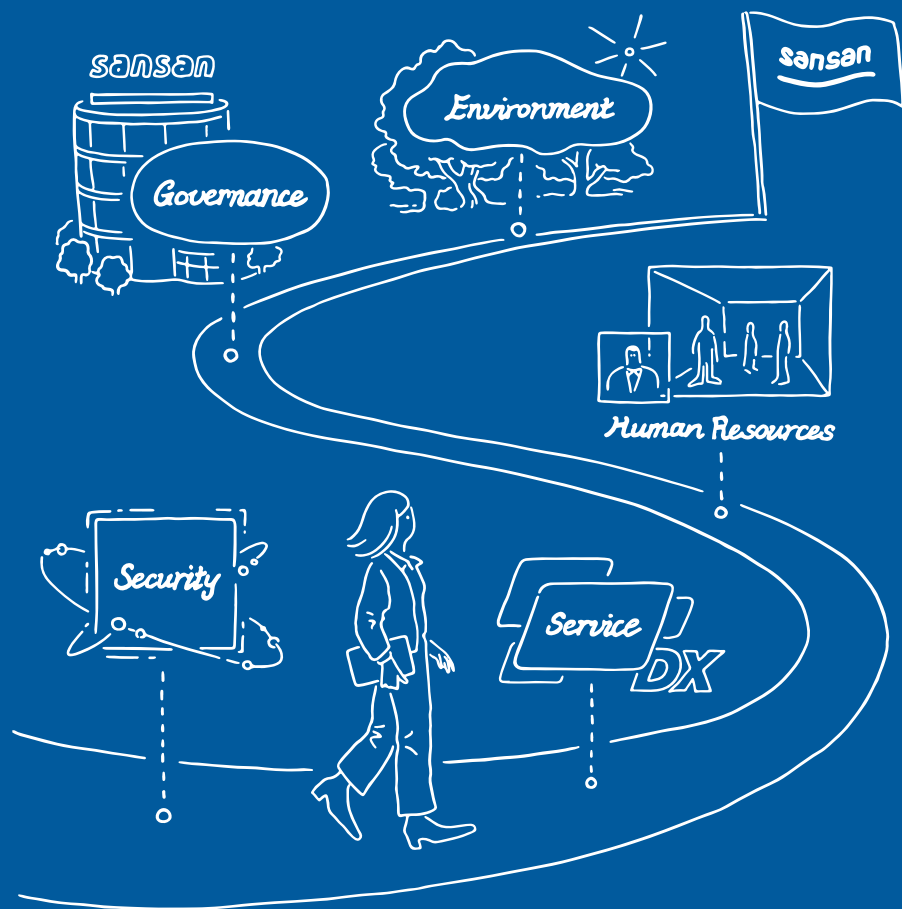 sansan
sansan
Environment
Governance
Human Resources
Security
Service
DX